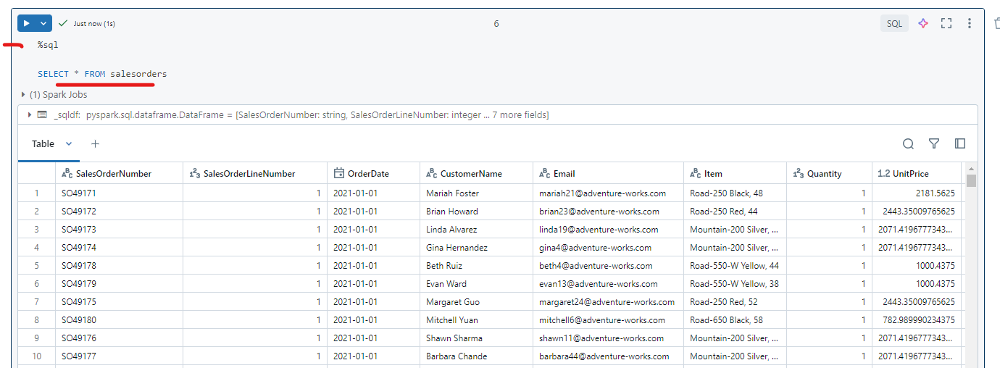 Just now (1s) 6 SQL
%sql
SELECT * FROM salesorders
(1) Spark Jobs
_sqldf: pyspark.sql.dataframe.DataFrame = [SalesOrderNumber: string, SalesOrderLineNumber: integer ... 7 more fields]
Table +
ABC SalesOrderNumber 123 SalesOrderLineNumber OrderDate ABC CustomerName ABC Email ABC Item 123 Quantity 1.2 UnitPrice
1 SO49171 1 2021-01-01 Mariah Foster mariah21@adventure-works.com Road-250 Black, 48 1 2181.5625
2 SO49172 1 2021-01-01 Brian Howard brian23@adventure-works.com Road-250 Red, 44 1 2443.35009765625
3 SO49173 1 2021-01-01 Linda Alvarez linda19@adventure-works.com Mountain-200 Silver, ... 1 2071.4196777343...
4 SO49174 1 2021-01-01 Gina Hernandez gina4@adventure-works.com Mountain-200 Silver, ... 1 2071.4196777343...
5 SO49178 1 2021-01-01 Beth Ruiz beth4@adventure-works.com Road-550-W Yellow, 44 1 1000.4375
6 SO49179 1 2021-01-01 Evan Ward evan13@adventure-works.com Road-550-W Yellow, 38 1 1000.4375
7 SO49175 1 2021-01-01 Margaret Guo margaret24@adventure-works.com Road-250 Red, 52 1 2443.35009765625
8 SO49180 1 2021-01-01 Mitchell Yuan mitchell6@adventure-works.com Road-650 Black, 58 1 782.989990234375
9 SO49176 1 2021-01-01 Shawn Sharma shawn11@adventure-works.com Mountain-200 Silver, ... 1 2071.4196777343...
10 SO49177 1 2021-01-01 Barbara Chande barbara44@adventure-works.com Mountain-200 Silver, ... 1 2071.4196777343...